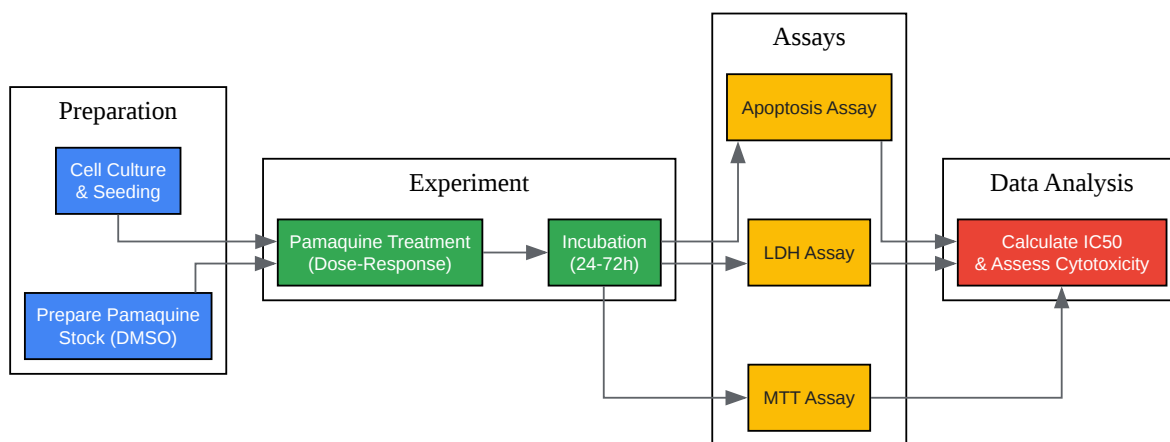 Preparation
Cell Culture
& Seeding
Prepare Pamaquine
Stock (DMSO)
Experiment
Pamaquine Treatment
(Dose-Response)
Incubation
(24-72h)
Assays
Apoptosis Assay
LDH Assay
MTT Assay
Data Analysis
Calculate IC50
& Assess Cytotoxicity